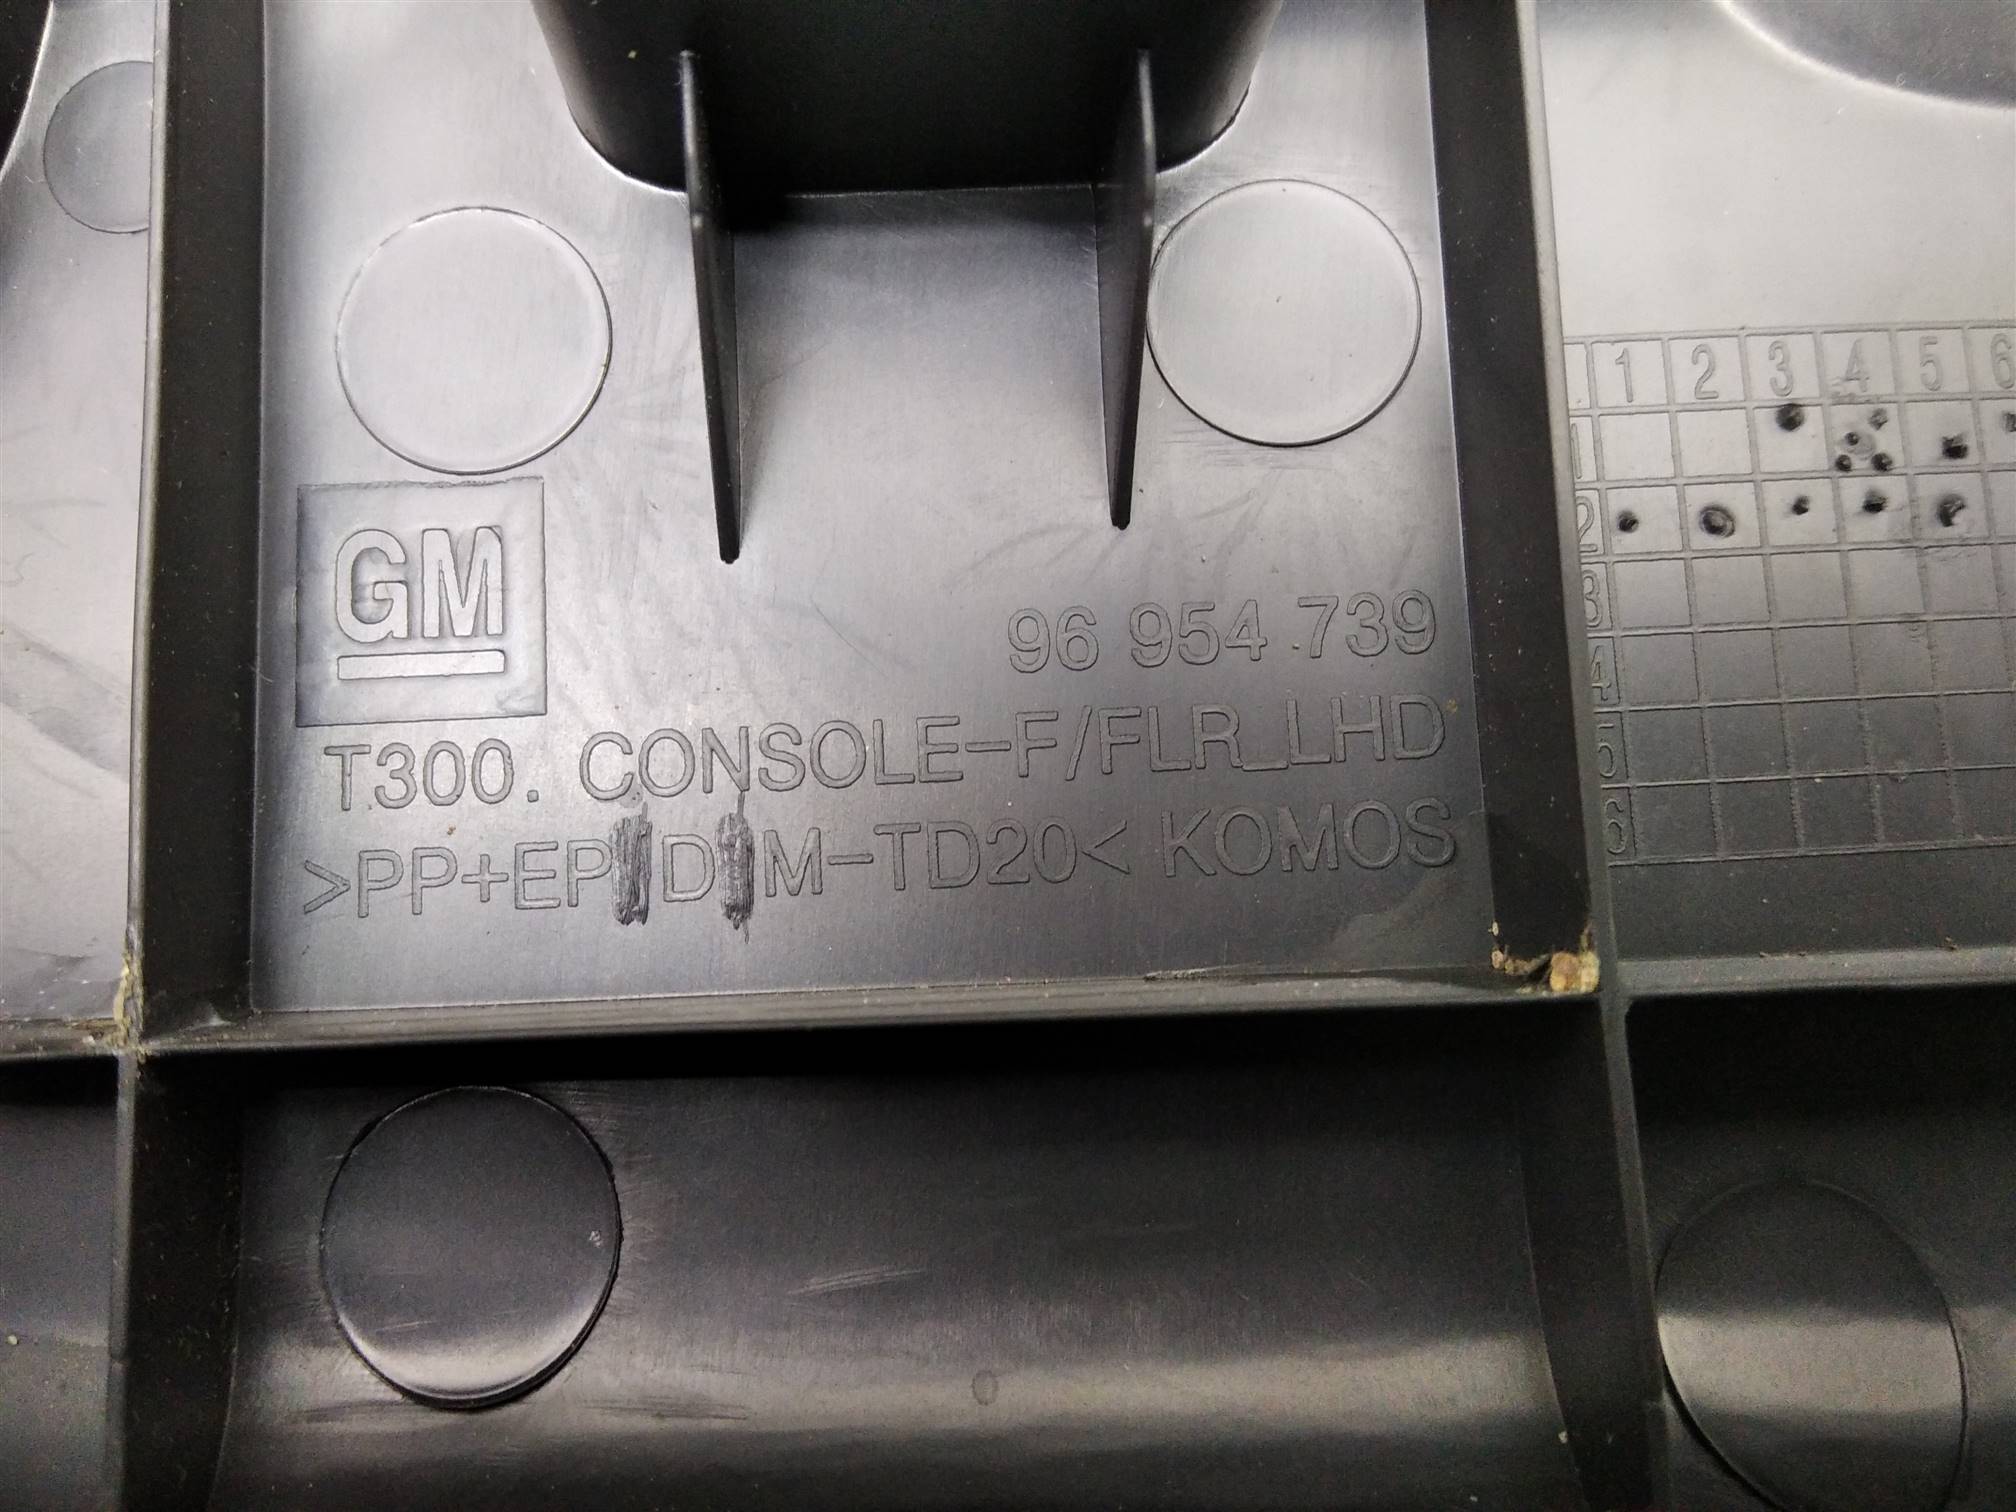 GM
96 954 739
T300. CONSOLE-F/FLR_LHD
>PP+EP D M-TD20< KOMOS
1 2 3 4 5 6
1
2
3
4
5
6